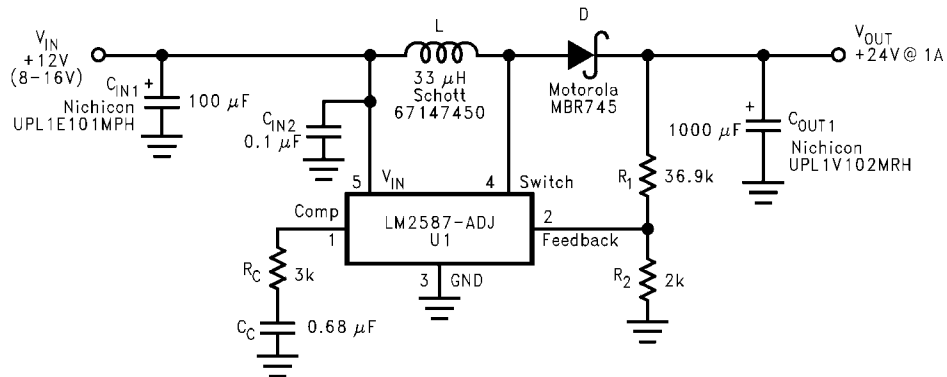 V_IN
+12V
(8–16V)
C_IN1 +
Nichicon
UPL1E101MPH
100 μF
C_IN2
0.1 μF
L
33 μH
Schott
67147450
D
Motorola
MBR745
V_OUT
+24V @ 1A
+
1000 μF
C_OUT1
Nichicon
UPL1V102MRH
R_1
36.9k
5 V_IN
4 Switch
Comp
1
LM2587-ADJ
U1
2
Feedback
3 GND
R_C
3k
C_C
0.68 μF
R_2
2k